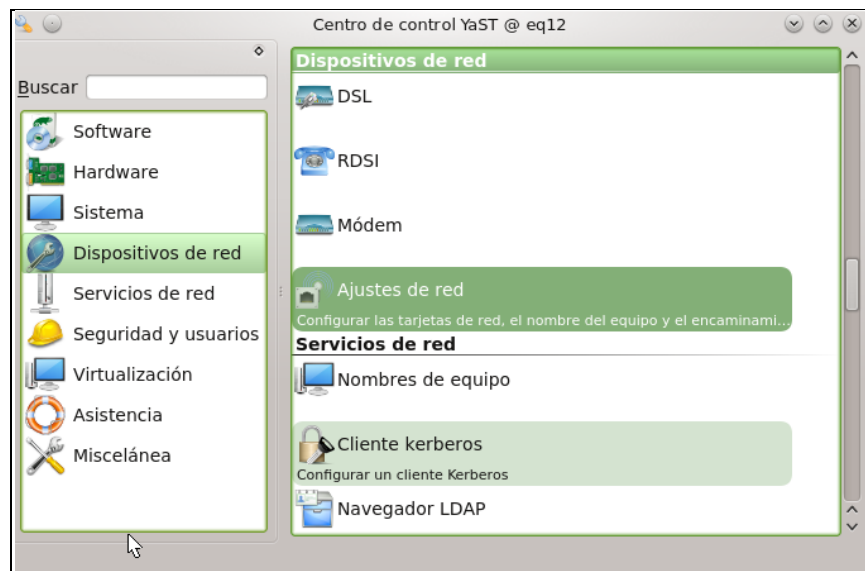 Centro de control YaST @ eq12
Buscar
Software
Hardware
Sistema
Dispositivos de red
Servicios de red
Seguridad y usuarios
Virtualización
Asistencia
Miscelánea
Dispositivos de red
DSL
RDSI
Módem
Ajustes de red
Configurar las tarjetas de red, el nombre del equipo y el encaminami...
Servicios de red
Nombres de equipo
Cliente kerberos
Configurar un cliente Kerberos
Navegador LDAP